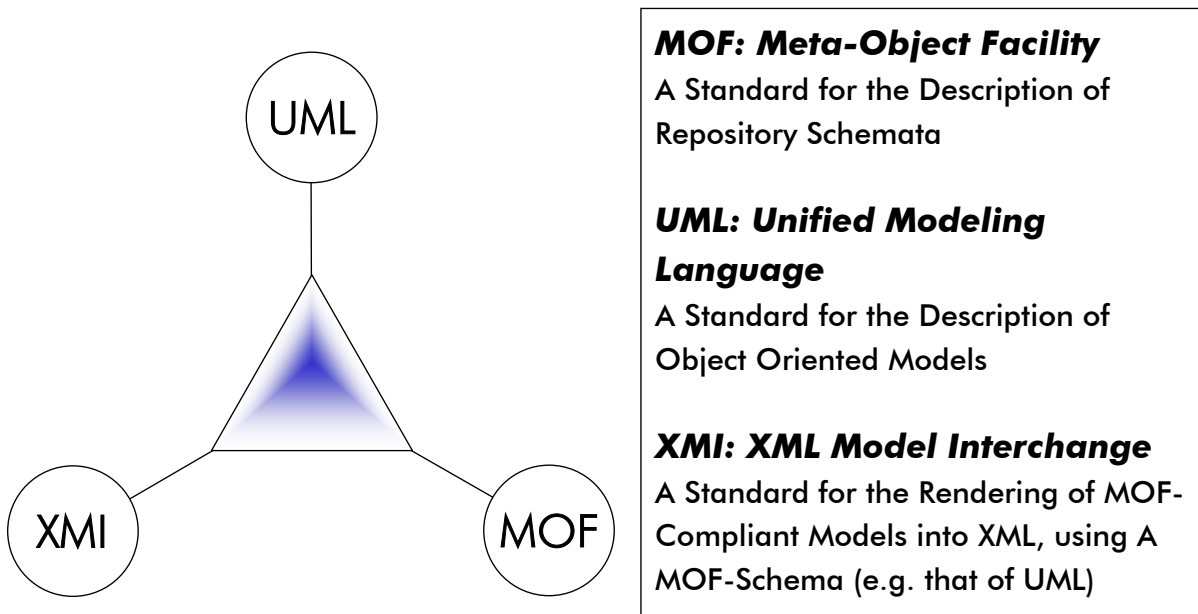 UML
XMI
MOF
MOF: Meta-Object Facility
A Standard for the Description of
Repository Schemata
UML: Unified Modeling
Language
A Standard for the Description of
Object Oriented Models
XMI: XML Model Interchange
A Standard for the Rendering of MOF-
Compliant Models into XML, using A
MOF-Schema (e.g. that of UML)